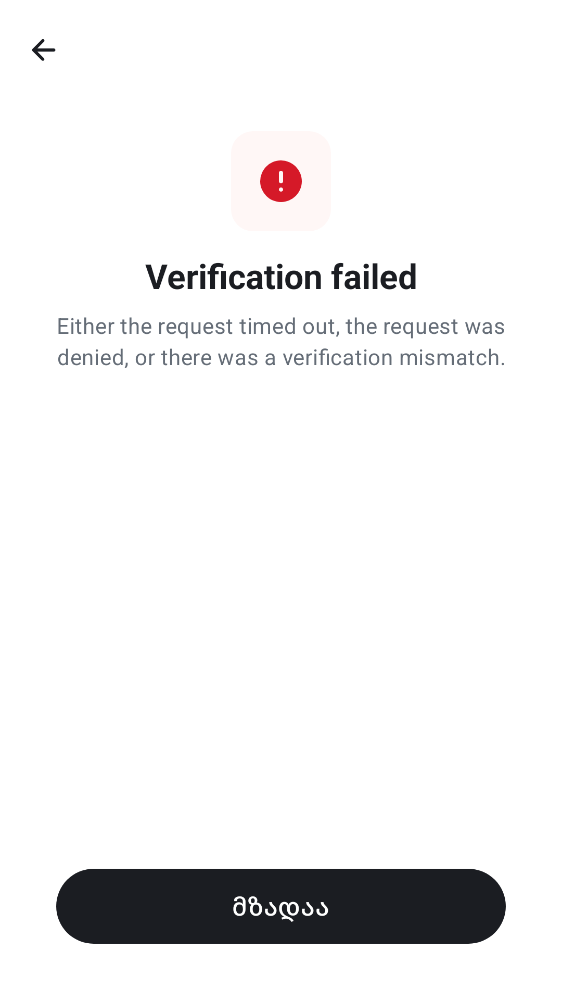 Verification failed
Either the request timed out, the request was
denied, or there was a verification mismatch.
მზადაა